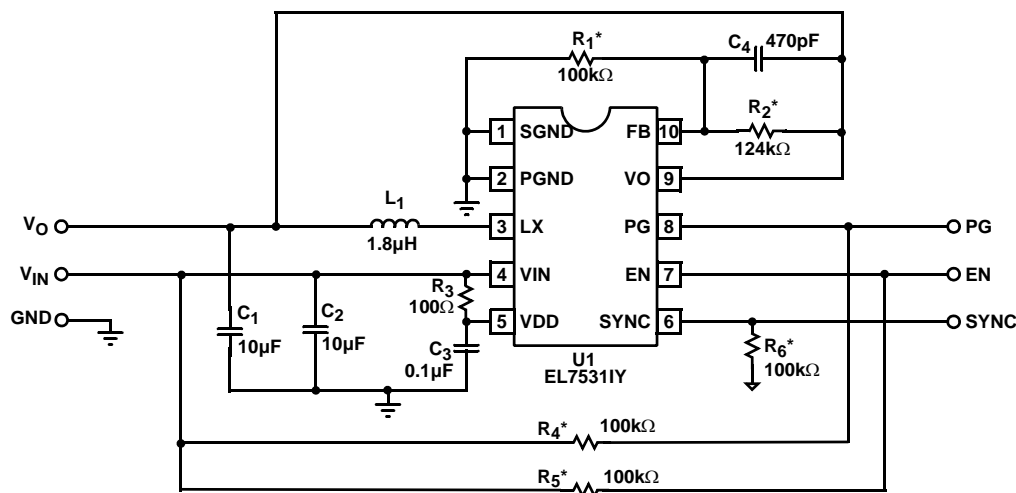 R1*
100kΩ
C4
470pF
R2*
124kΩ
1 SGND
FB 10
2 PGND
VO 9
VO
L1
1.8µH
3 LX
PG 8
PG
VIN
4 VIN
EN 7
EN
R3
100Ω
GND
5 VDD
SYNC 6
SYNC
C1
10µF
C2
10µF
C3
0.1µF
R6*
100kΩ
U1
EL7531IY
R4*
100kΩ
R5*
100kΩ